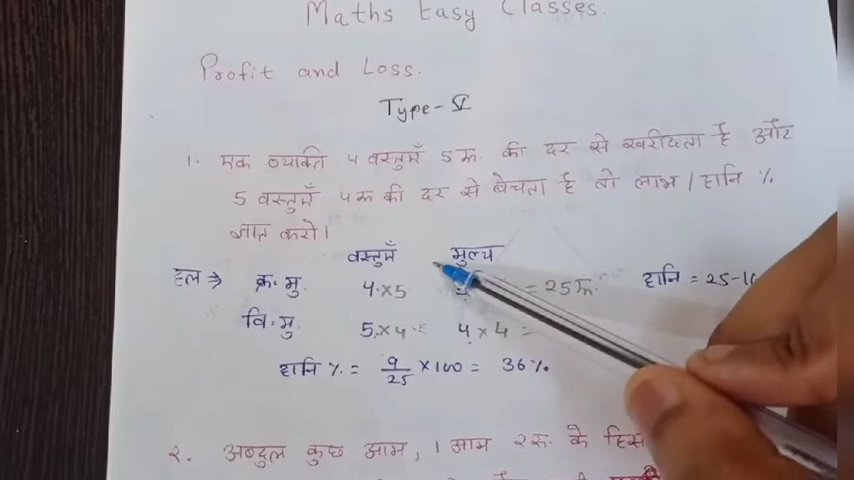 Maths Easy Classes.
Profit and Loss.
Type-V
1. एक व्यक्ति 4 वस्तुएँ 5 रू. की दर से खरीदता है और
5 वस्तुएँ 4 रू की दर से बेचता है तो लाभ / हानि %
ज्ञात करो।
वस्तुएँ मुल्य
हल ⇒ क्र. मु. 4×5 = 25 रू. हानि = 25-16
वि. मु. 5×4 = 4×4 =
हानि % = 9/25 × 100 = 36%
२. अब्दुल कुछ आम, 1 आम २ रू. के